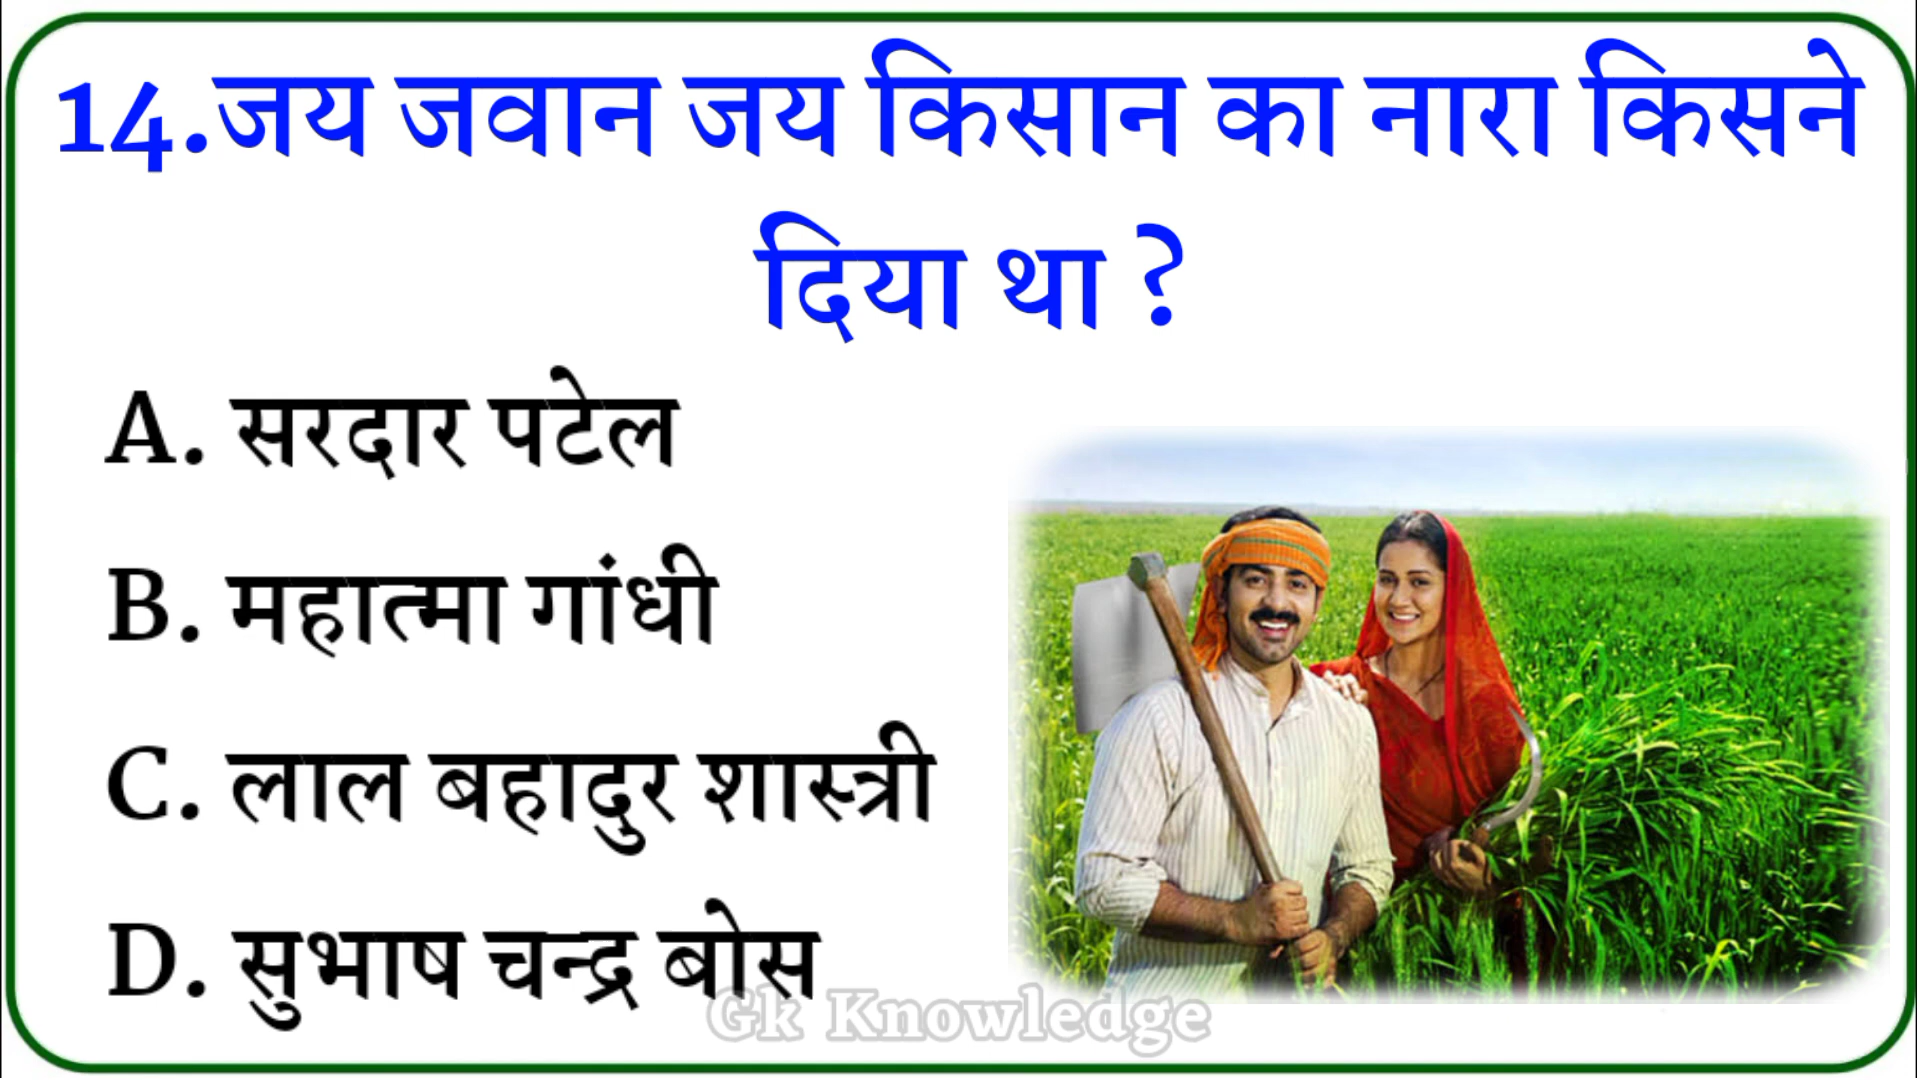 14.जय जवान जय किसान का नारा किसने
दिया था ?
A. सरदार पटेल
B. महात्मा गांधी
C. लाल बहादुर शास्त्री
D. सुभाष चन्द्र बोस
Gk Knowledge